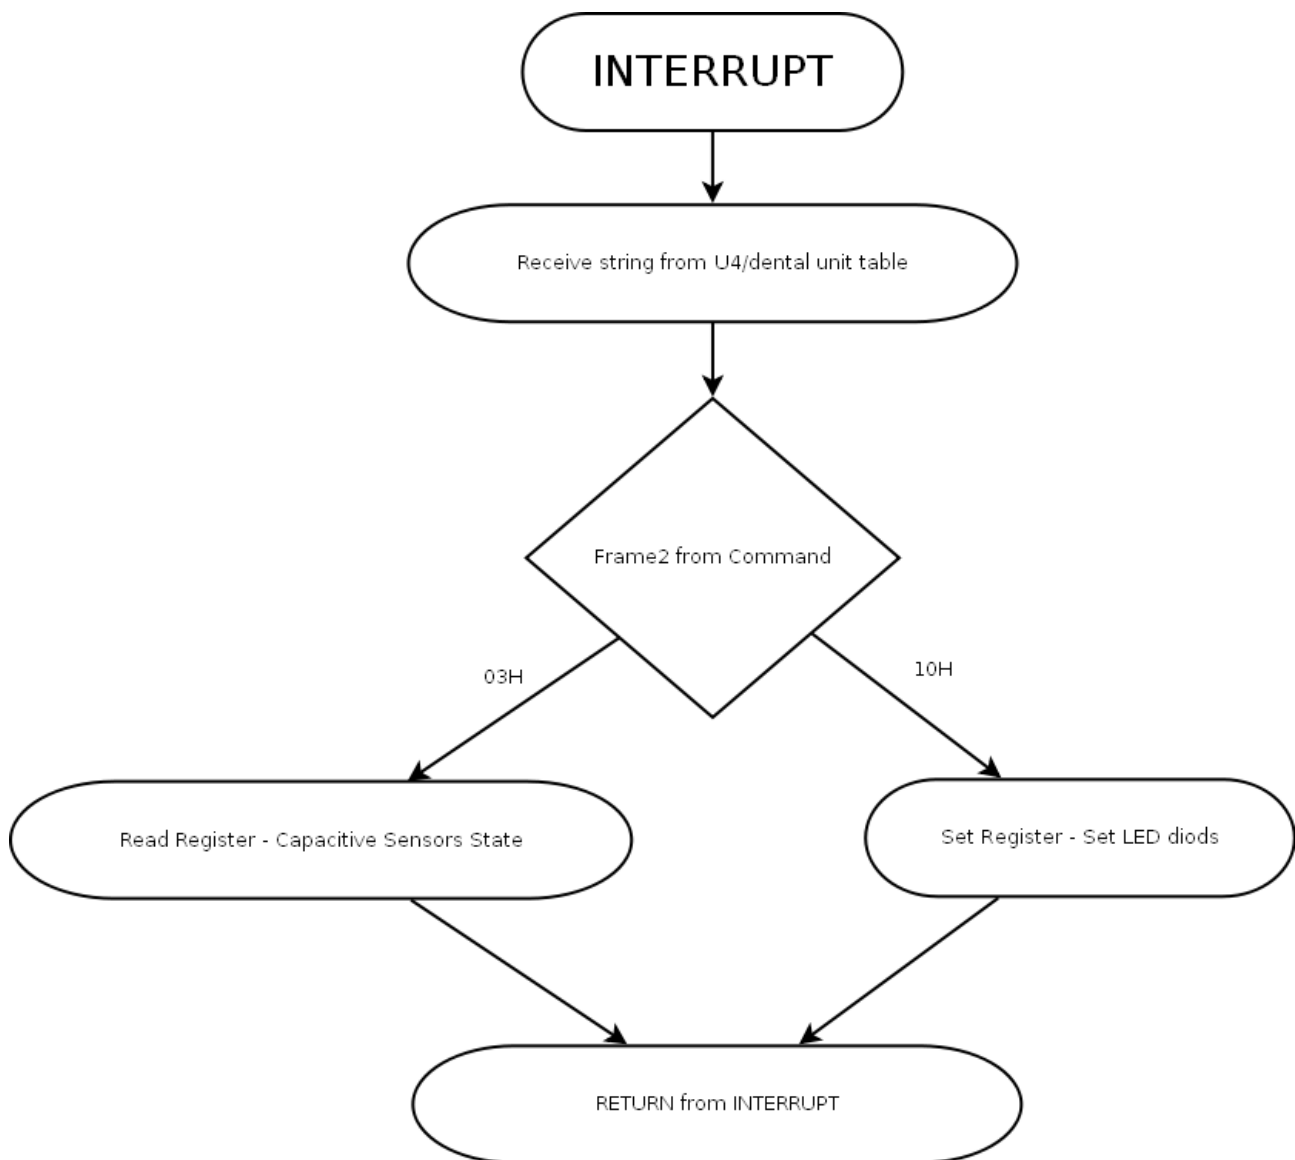 INTERRUPT
Receive string from U4/dental unit table
Frame2 from Command
03H
10H
Read Register - Capacitive Sensors State
Set Register - Set LED diods
RETURN from INTERRUPT